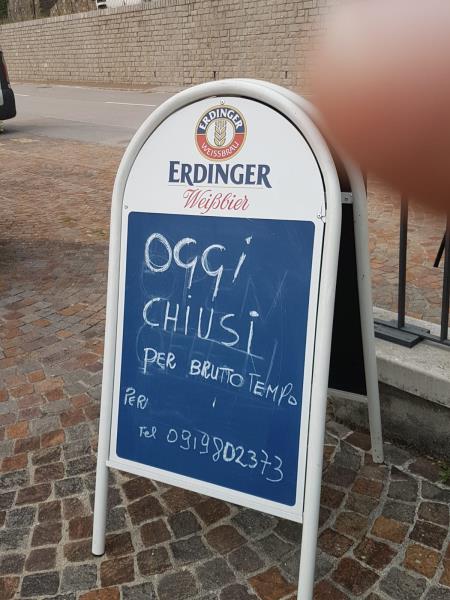 ERDINGER
WEISSBRÄU
ERDINGER
Weißbier
OGGi
CHiUSi
PER BRUTTO TEMPO
PER
Tel 0919802373